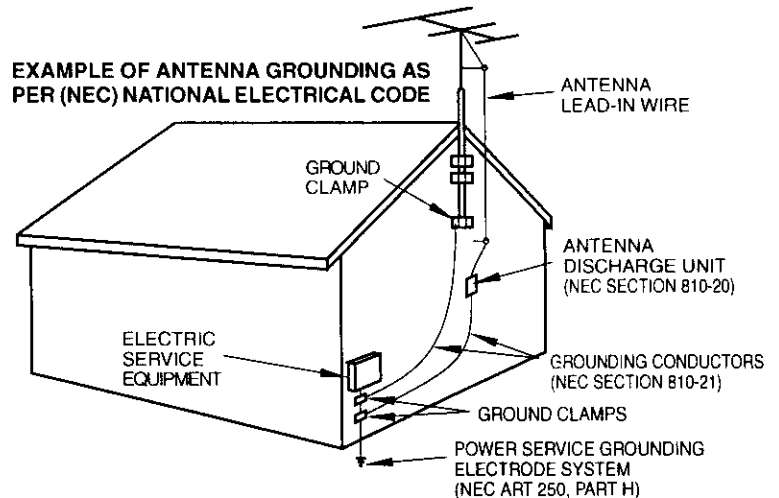 EXAMPLE OF ANTENNA GROUNDING AS
PER (NEC) NATIONAL ELECTRICAL CODE
ANTENNA
LEAD-IN WIRE
GROUND
CLAMP
ANTENNA
DISCHARGE UNIT
(NEC SECTION 810-20)
ELECTRIC
SERVICE
EQUIPMENT
GROUNDING CONDUCTORS
(NEC SECTION 810-21)
GROUND CLAMPS
POWER SERVICE GROUNDING
ELECTRODE SYSTEM
(NEC ART 250, PART H)